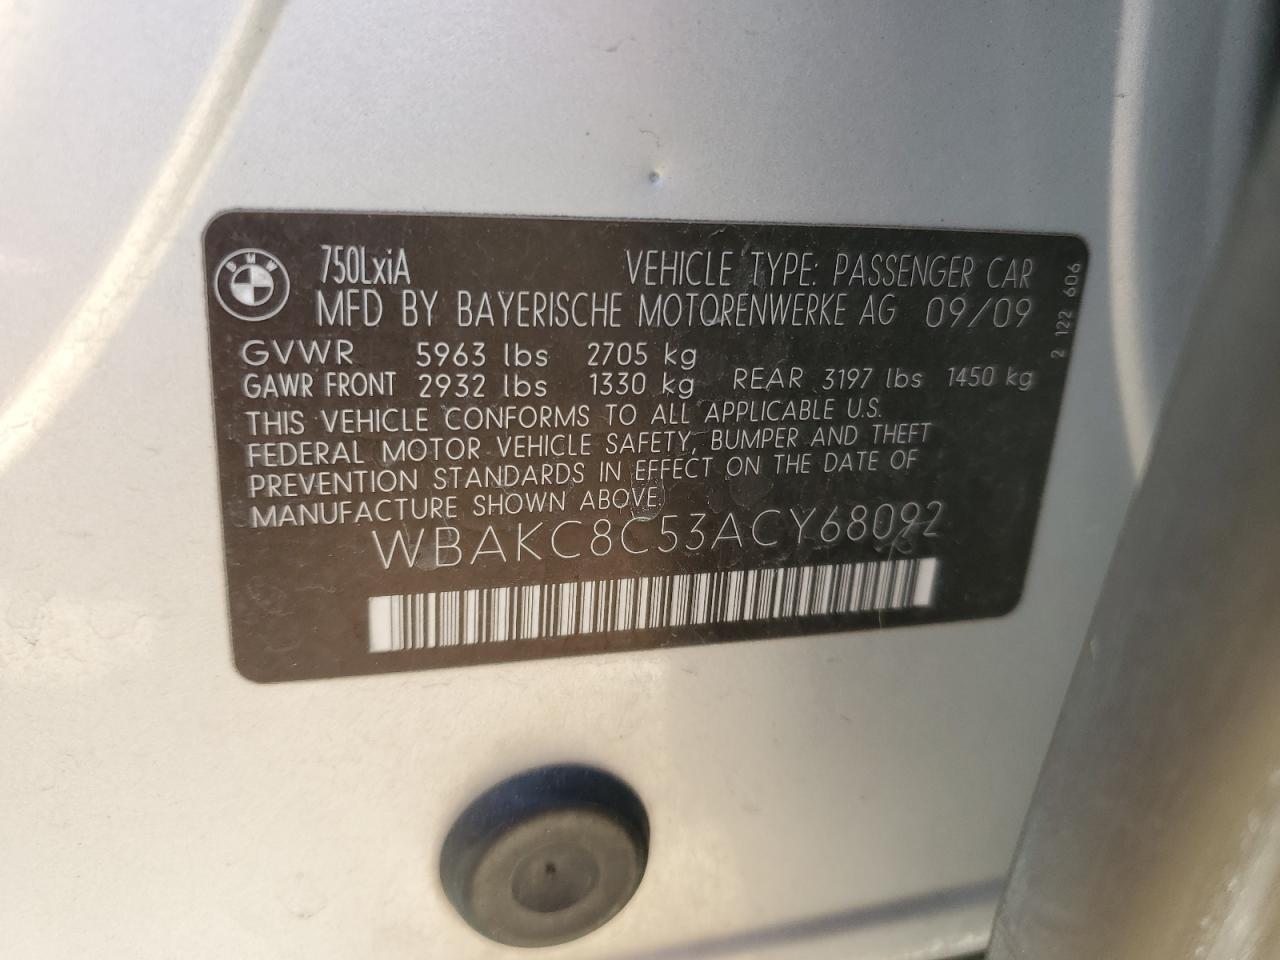 BMW
750LxiA VEHICLE TYPE: PASSENGER CAR
MFD BY BAYERISCHE MOTORENWERKE AG 09/09
GVWR 5963 lbs 2705 kg
GAWR FRONT 2932 lbs 1330 kg REAR 3197 lbs 1450 kg
THIS VEHICLE CONFORMS TO ALL APPLICABLE U.S.
FEDERAL MOTOR VEHICLE SAFETY, BUMPER AND THEFT
PREVENTION STANDARDS IN EFFECT ON THE DATE OF
MANUFACTURE SHOWN ABOVE.
WBAKC8C53ACY68092
2 122 606